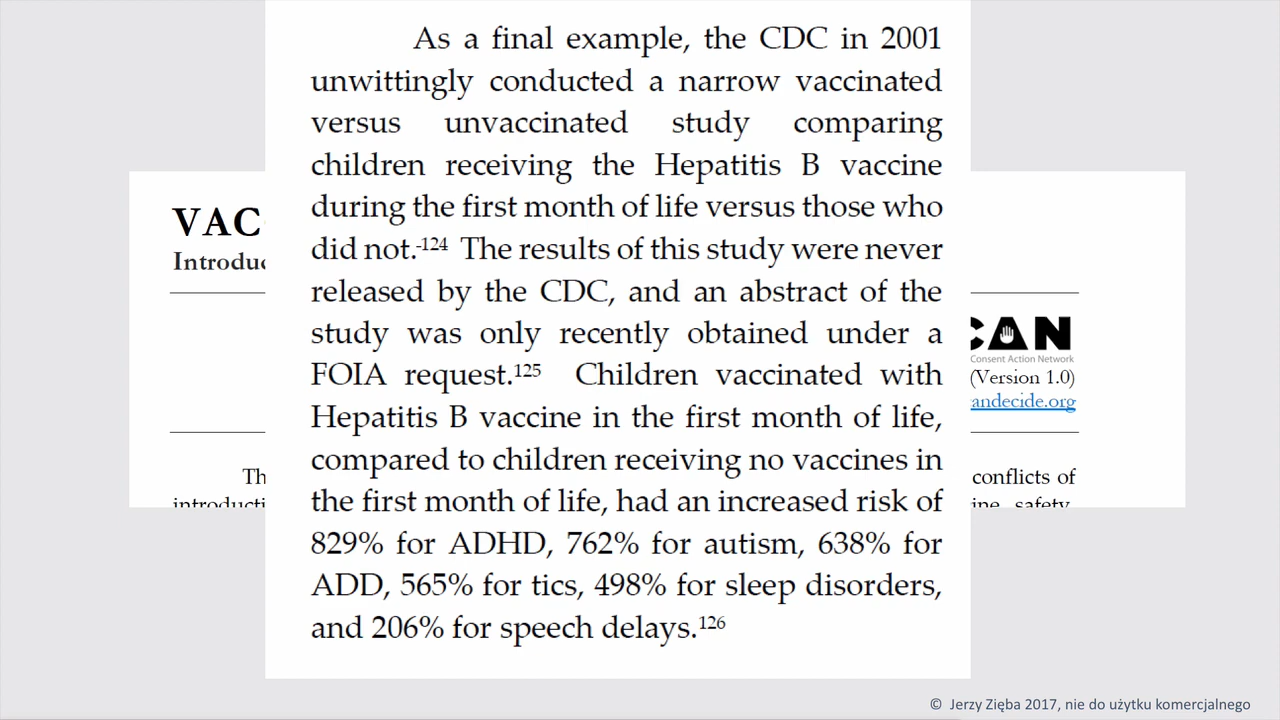 As a final example, the CDC in 2001
unwittingly conducted a narrow vaccinated
versus unvaccinated study comparing
children receiving the Hepatitis B vaccine
during the first month of life versus those who
did not.-124 The results of this study were never
released by the CDC, and an abstract of the
study was only recently obtained under a
FOIA request.125 Children vaccinated with
Hepatitis B vaccine in the first month of life,
compared to children receiving no vaccines in
the first month of life, had an increased risk of
829% for ADHD, 762% for autism, 638% for
ADD, 565% for tics, 498% for sleep disorders,
and 206% for speech delays.126
VAC
Introduc
CAN
Consent Action Network
(Version 1.0)
andecide.org
Th
conflicts of
introducti
ine safety
© Jerzy Zięba 2017, nie do użytku komercjalnego